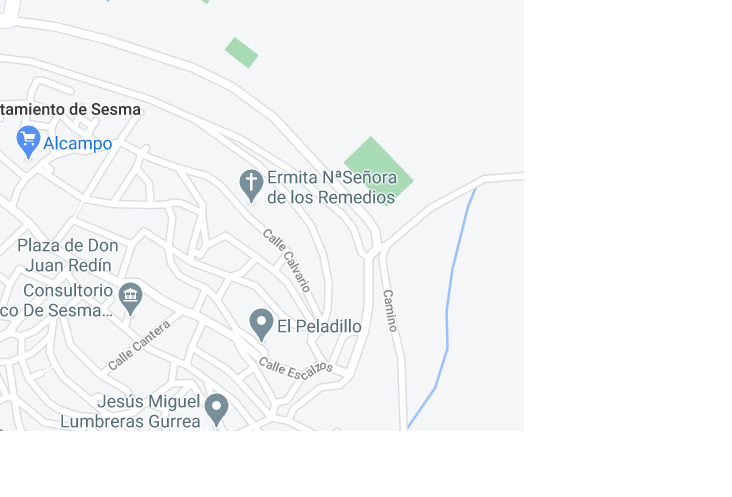 tamiento de Sesma
Alcampo
Ermita NªSeñora
de los Remedios
Calle Calvario
Plaza de Don
Juan Redín
Consultorio
co De Sesma...
El Peladillo
Camino
Calle Cantera
Calle Escalzos
Jesús Miguel
Lumbreras Gurrea